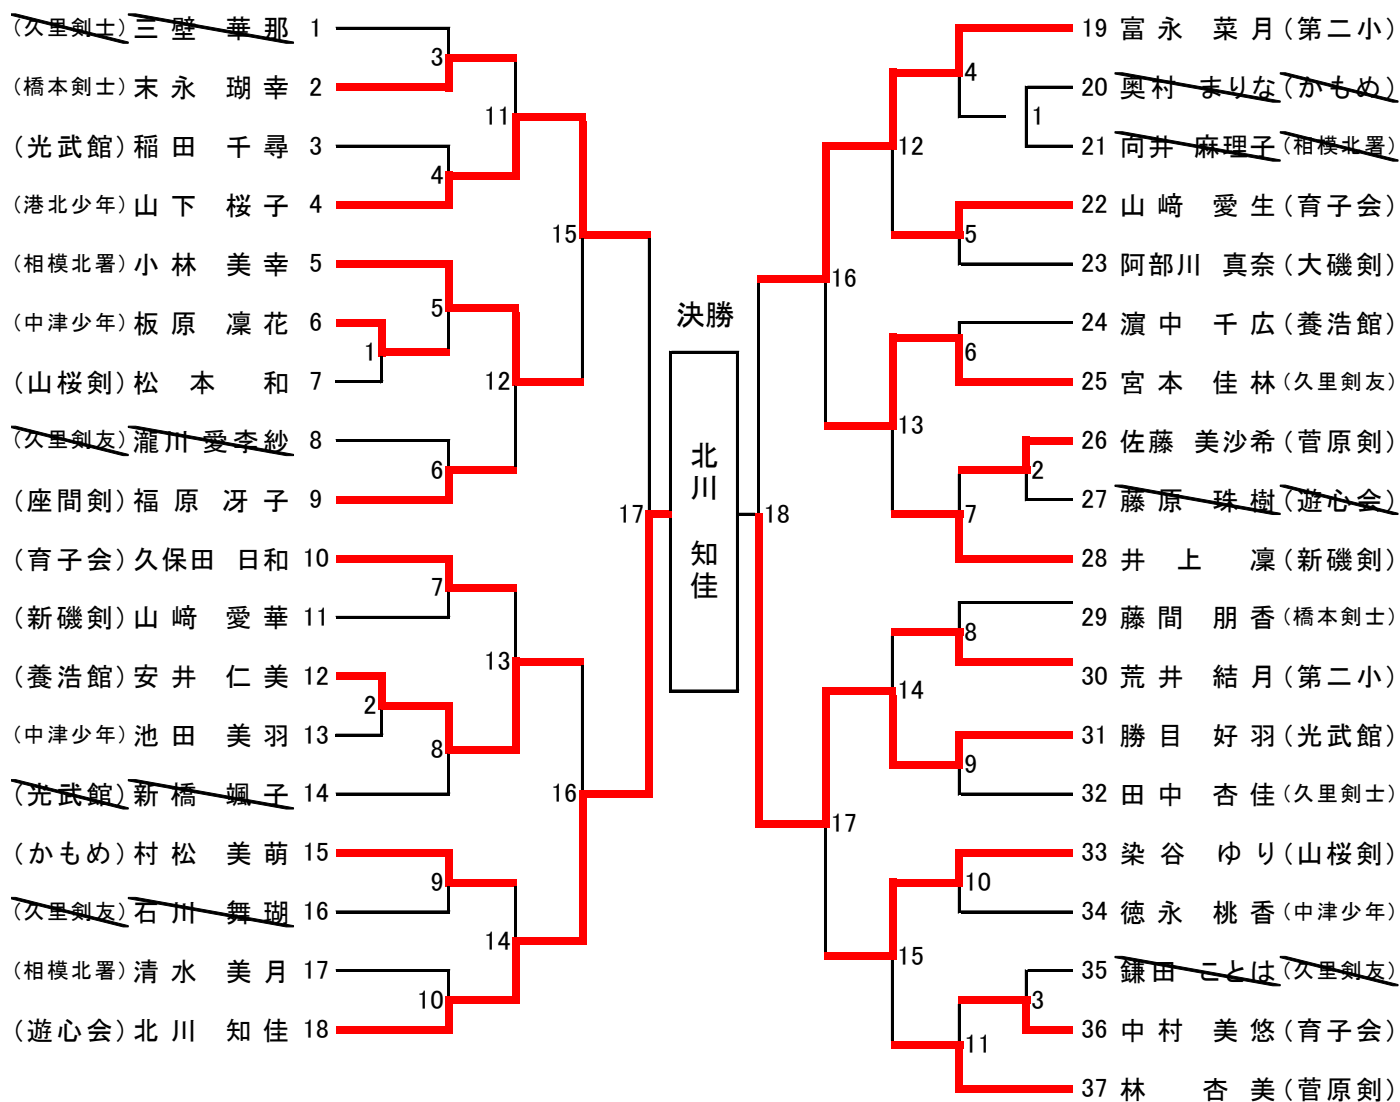 (久里剣士) 三壁 華那 1
(橋本剣士) 末永 瑚幸 2
(光武館) 稲田 千尋 3
(港北少年) 山下 桜子 4
(相模北署) 小林 美幸 5
(中津少年) 板原 凜花 6
(山桜剣) 松本 和 7
(久里剣友) 瀧川 愛李紗 8
(座間剣) 福原 冴子 9
(育子会) 久保田 日和 10
(新磯剣) 山﨑 愛華 11
(養浩館) 安井 仁美 12
(中津少年) 池田 美羽 13
(光武館) 新橋 颯子 14
(かもめ) 村松 美萌 15
(久里剣友) 石川 舞瑚 16
(相模北署) 清水 美月 17
(遊心会) 北川 知佳 18
3
11
4
15
5
1
12
6
17
7
13
2
8
16
9
14
10
決勝
北川 知佳
4
1
12
5
16
6
13
2
7
18
8
14
9
17
10
15
3
11
19 富永 菜月 (第二小)
20 奥村 まりな (かもめ)
21 向井 麻理子 (相模北署)
22 山﨑 愛生 (育子会)
23 阿部川 真奈 (大磯剣)
24 濵中 千広 (養浩館)
25 宮本 佳林 (久里剣友)
26 佐藤 美沙希 (菅原剣)
27 藤原 珠樹 (遊心会)
28 井上 凜 (新磯剣)
29 藤間 朋香 (橋本剣士)
30 荒井 結月 (第二小)
31 勝目 好羽 (光武館)
32 田中 杏佳 (久里剣士)
33 染谷 ゆり (山桜剣)
34 徳永 桃香 (中津少年)
35 鎌田 ことは (久里剣友)
36 中村 美悠 (育子会)
37 林 杏美 (菅原剣)